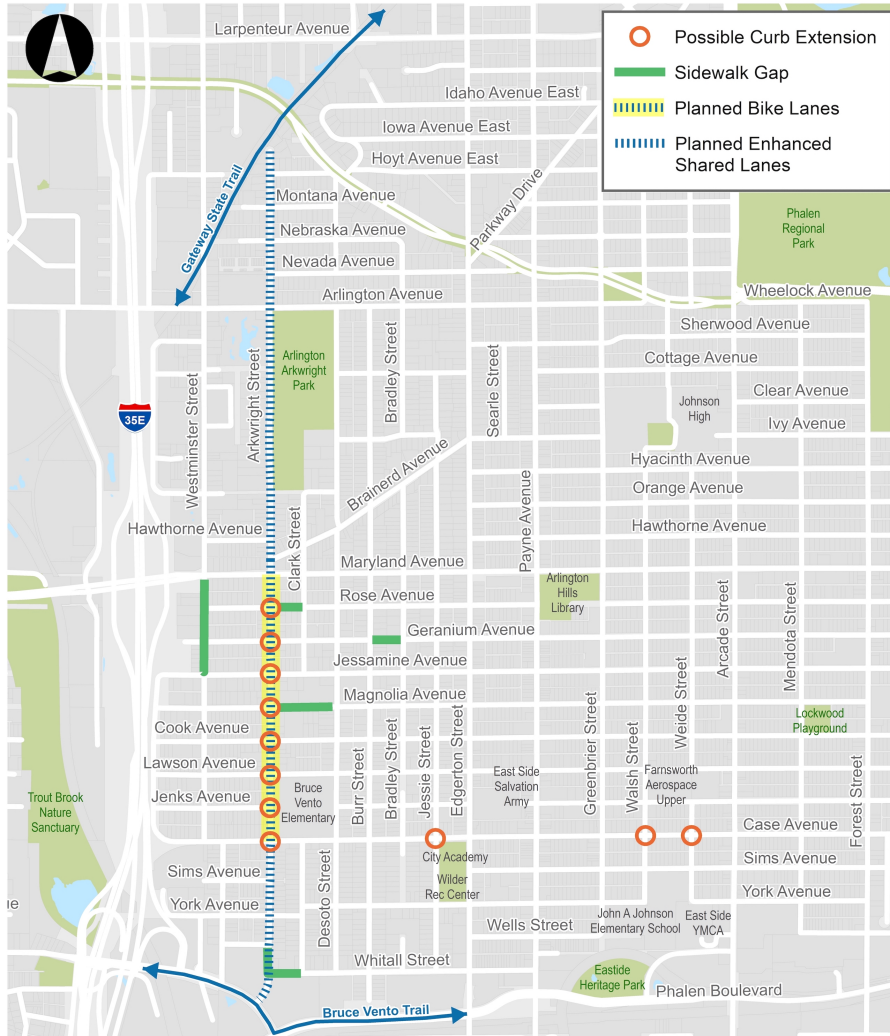 Larpenteur Avenue
Possible Curb Extension
Sidewalk Gap
Planned Bike Lanes
Planned Enhanced
Shared Lanes
Idaho Avenue East
Iowa Avenue East
Hoyt Avenue East
Gateway State Trail
Montana Avenue
Parkway Drive
Nebraska Avenue
Nevada Avenue
Phalen
Regional
Park
Arlington Avenue
Wheelock Avenue
Sherwood Avenue
Cottage Avenue
Arlington
Arkwright
Park
Bradley Street
Searle Street
Arkwright Street
Westminster Street
35E
Clear Avenue
Johnson
High
Ivy Avenue
Brainerd Avenue
Hyacinth Avenue
Orange Avenue
Payne Avenue
Hawthorne Avenue
Hawthorne Avenue
Clark Street
Maryland Avenue
Arlington
Hills
Library
Rose Avenue
Geranium Avenue
Arcade Street
Mendota Street
Jessamine Avenue
Magnolia Avenue
Weide Street
Lockwood
Playground
Cook Avenue
Lawson Avenue
Jenks Avenue
Bruce
Vento
Elementary
Burr Street
Bradley Street
Jessie Street
Edgerton Street
East Side
Salvation
Army
Greenbrier Street
Walsh Street
Farnsworth
Aerospace
Upper
Forest Street
Trout Brook
Nature
Sanctuary
Case Avenue
City Academy
Sims Avenue
Sims Avenue
Wilder
Rec Center
York Avenue
York Avenue
ue
Desoto Street
Wells Street
John A Johnson
Elementary School
East Side
YMCA
Whitall Street
Eastide
Heritage Park
Phalen Boulevard
Bruce Vento Trail